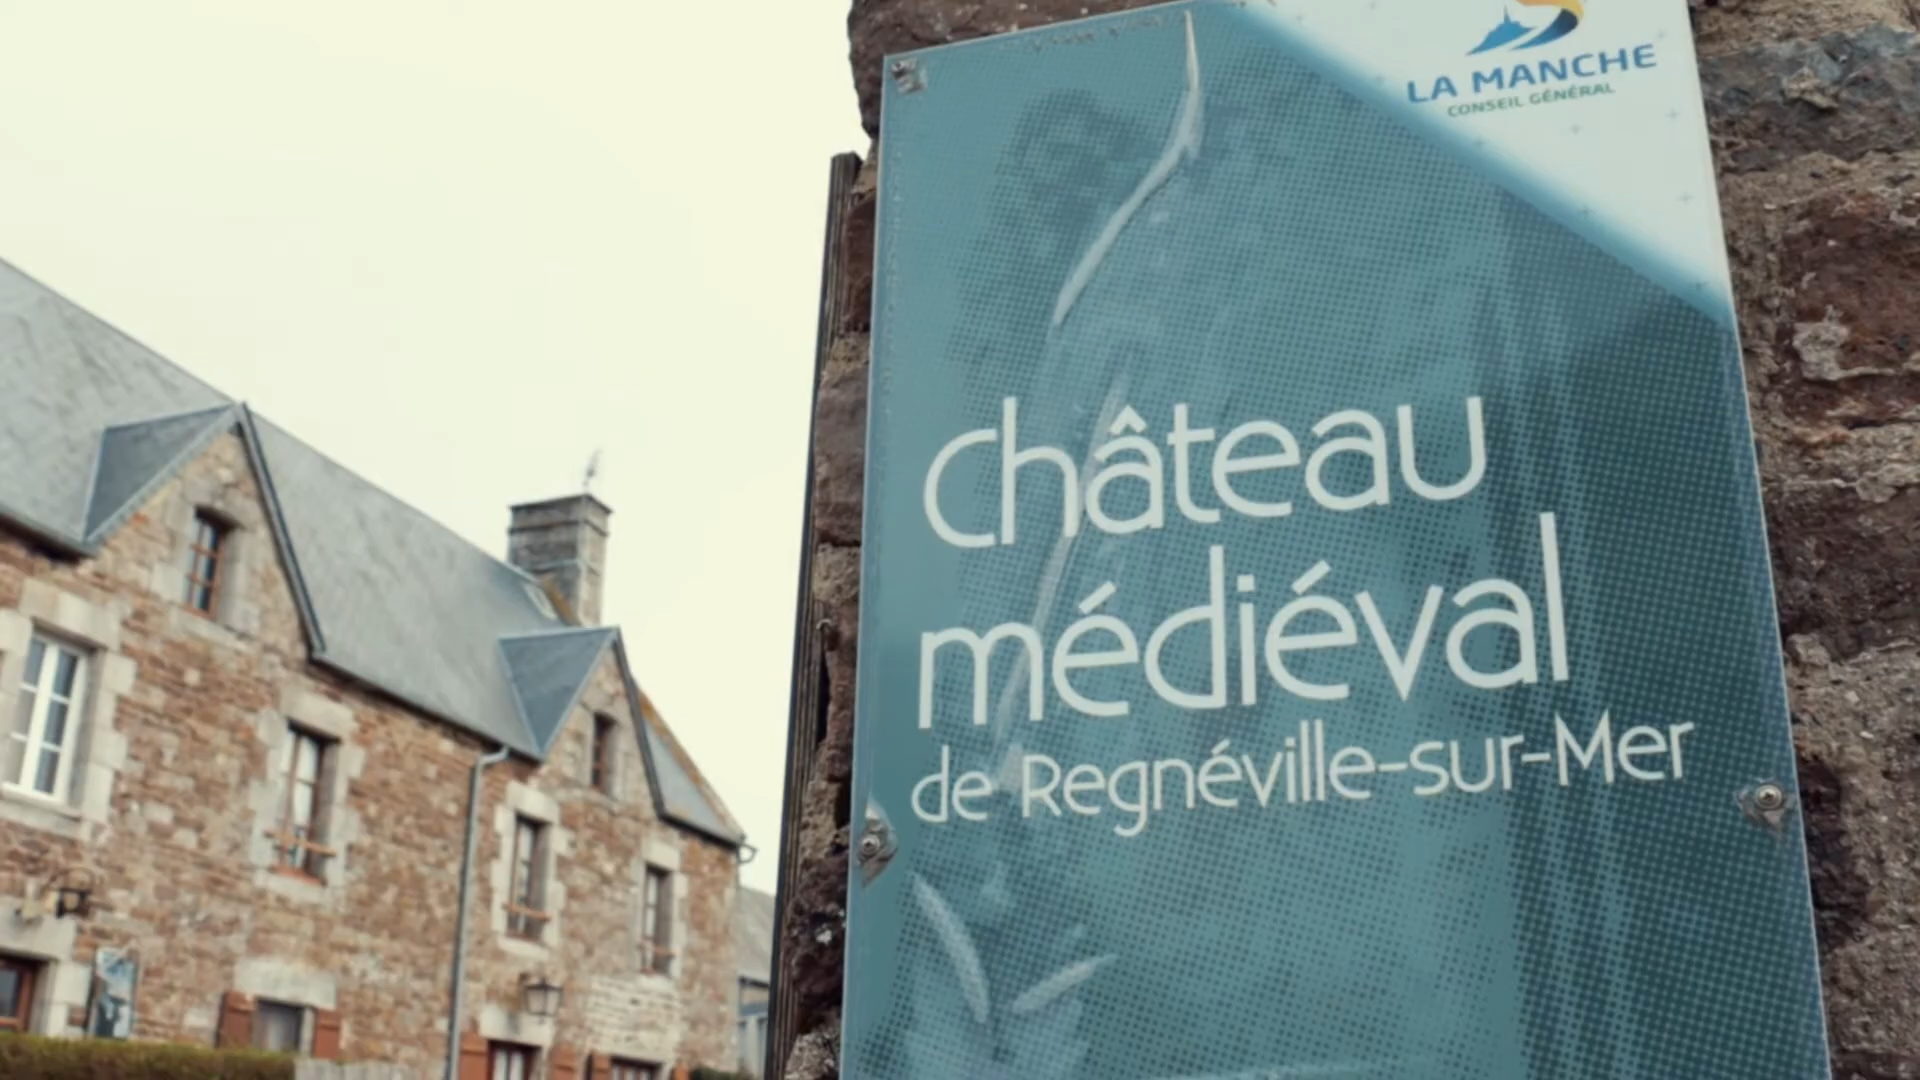 LA MANCHE
CONSEIL GÉNÉRAL
Château
médiéval
de Regnéville-sur-Mer